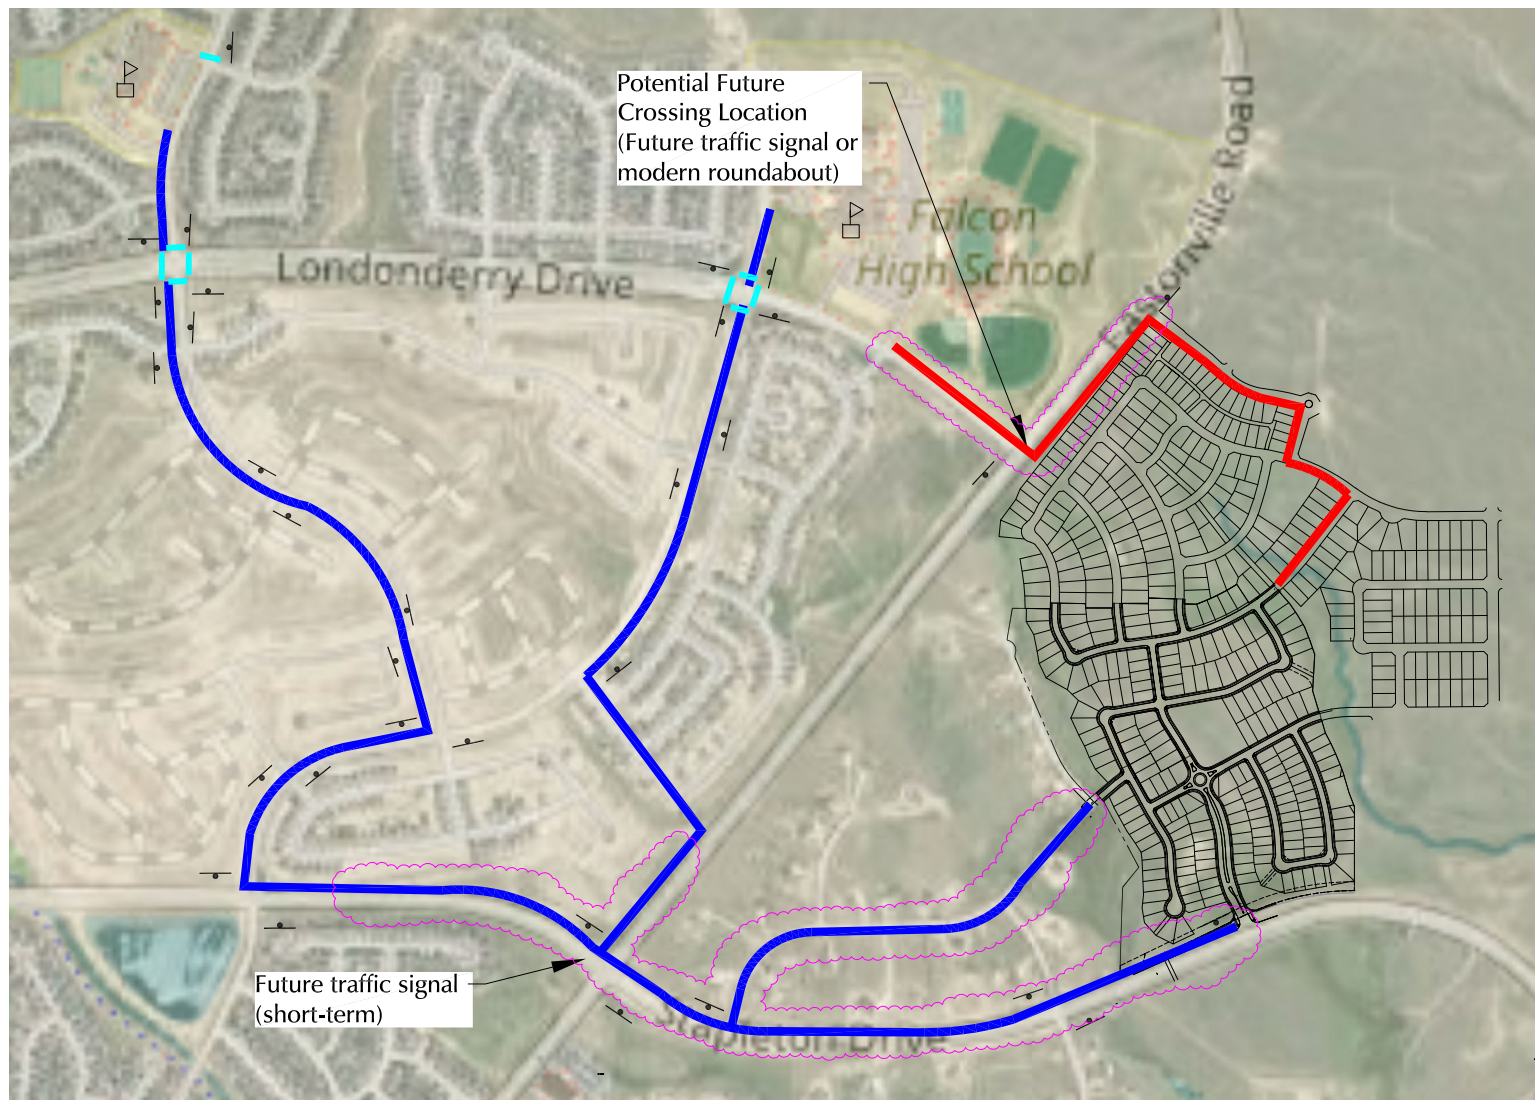 Potential Future
Crossing Location
(Future traffic signal or
modern roundabout)
Eastonville Road
Falcon
High School
Londonderry Drive
Future traffic signal
(short-term)
Stapleton Drive